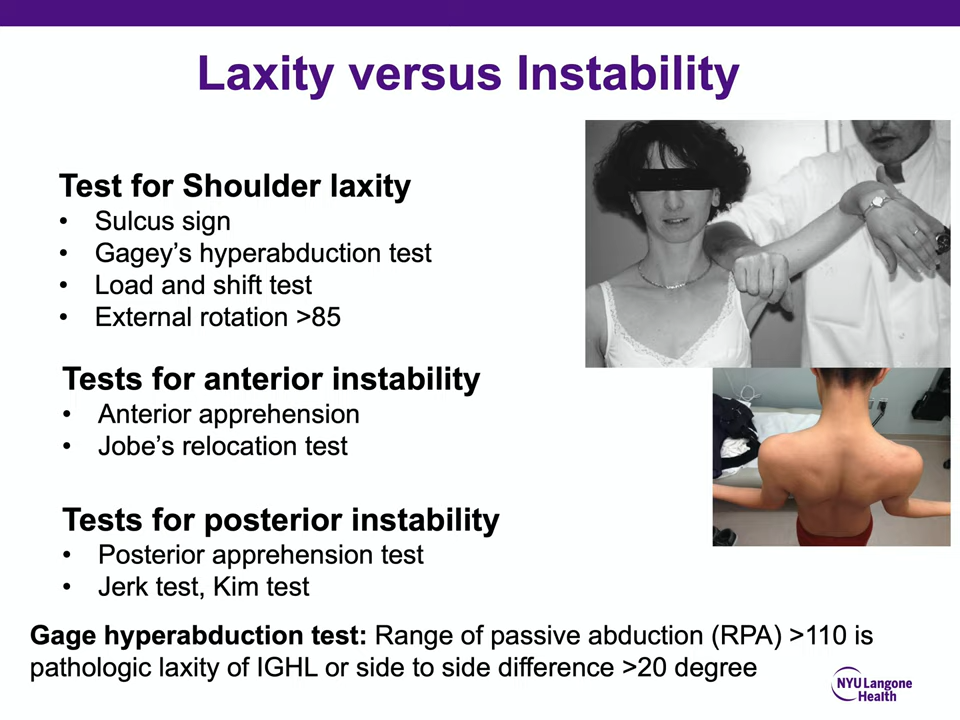 Laxity versus Instability
Test for Shoulder laxity
• Sulcus sign
• Gagey’s hyperabduction test
• Load and shift test
• External rotation >85
Tests for anterior instability
• Anterior apprehension
• Jobe’s relocation test
Tests for posterior instability
• Posterior apprehension test
• Jerk test, Kim test
Gage hyperabduction test: Range of passive abduction (RPA) >110 is
pathologic laxity of IGHL or side to side difference >20 degree
NYU Langone
Health